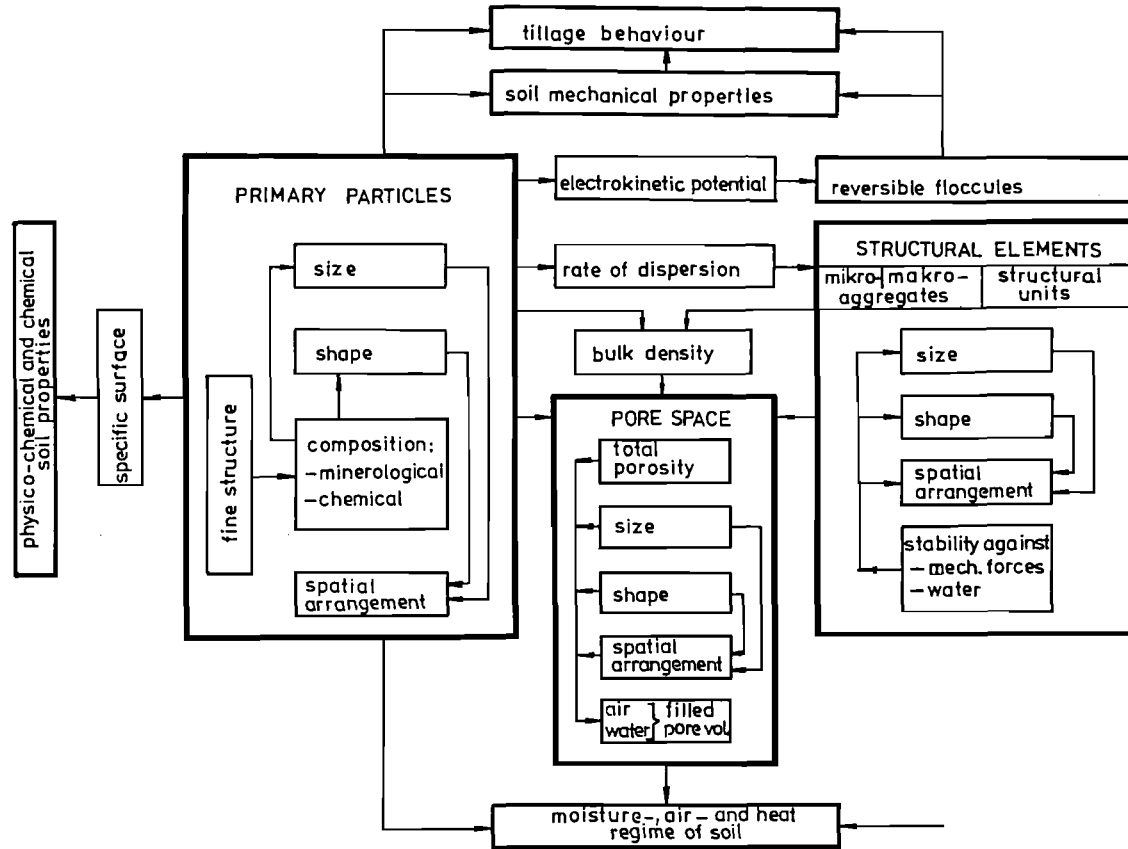 tillage behaviour
soil mechanical properties
PRIMARY PARTICLES
electrokinetic potential
reversible floccules
size
rate of dispersion
STRUCTURAL ELEMENTS
mikro- makro-
aggregates
structural
units
shape
bulk density
size
physico-chemical and chemical
soil properties
specific surface
fine structure
composition;
-minerological
-chemical
PORE SPACE
total
porosity
shape
spatial
arrangement
size
stability against
- mech. forces
- water
spatial
arrangement
shape
spatial
arrangement
air
water
} filled
pore vol.
moisture-, air- and heat
regime of soil